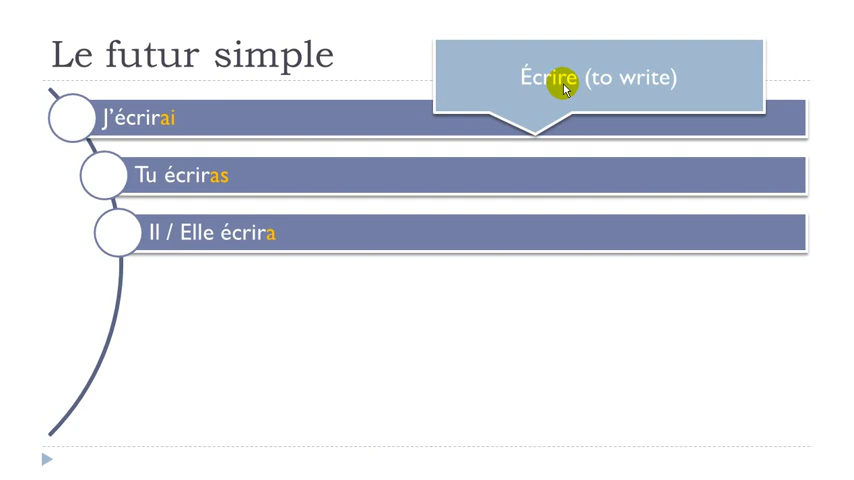 Le futur simple
Écrire (to write)
J’écrirai
Tu écriras
Il / Elle écrira